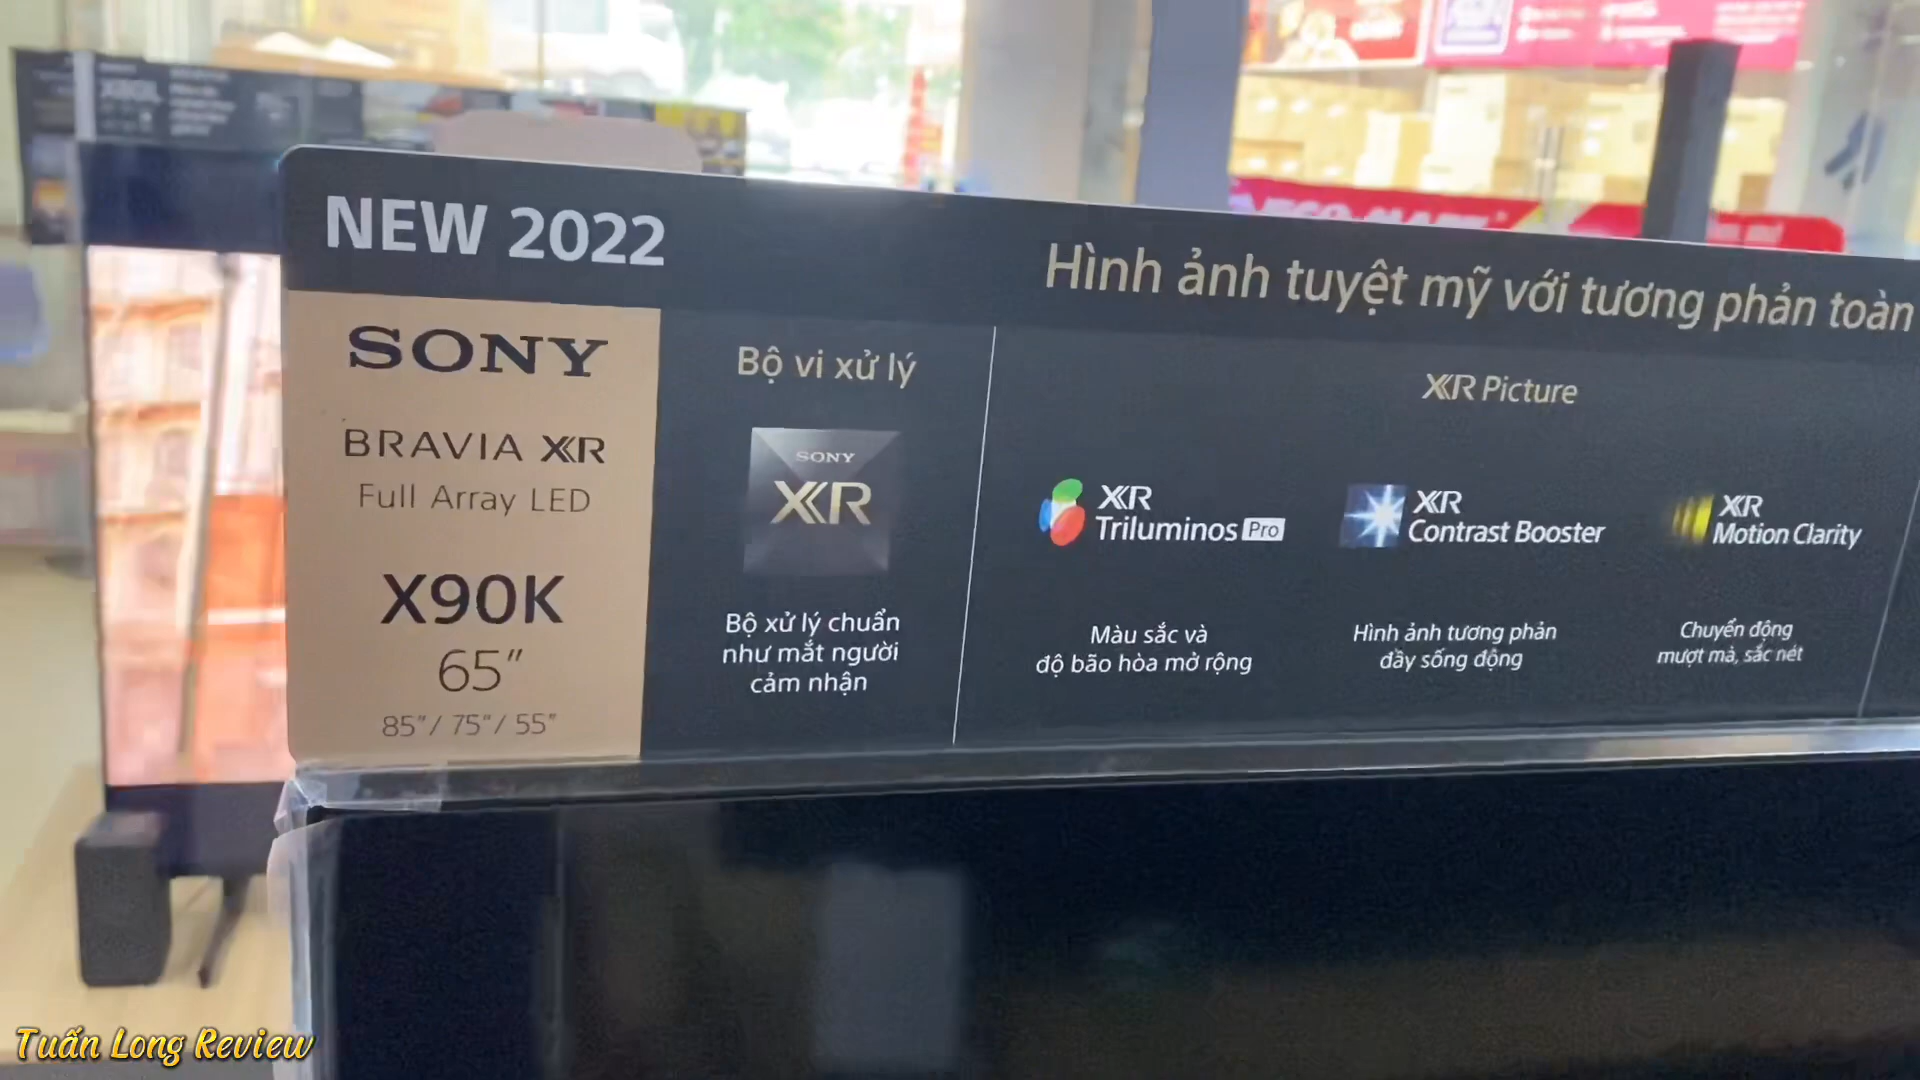 NEW 2022
Hình ảnh tuyệt mỹ với tương phản toàn
SONY
BRAVIA XR
Full Array LED
X90K
65”
85”/ 75”/ 55”
Bộ vi xử lý
SONY
XR
Bộ xử lý chuẩn
như mắt người
cảm nhận
XR Picture
XR
Triluminos Pro
Màu sắc và
độ bão hòa mở rộng
XR
Contrast Booster
Hình ảnh tương phản
đầy sống động
XR
Motion Clarity
Chuyển động
mượt mà, sắc nét
Tuấn Long Review